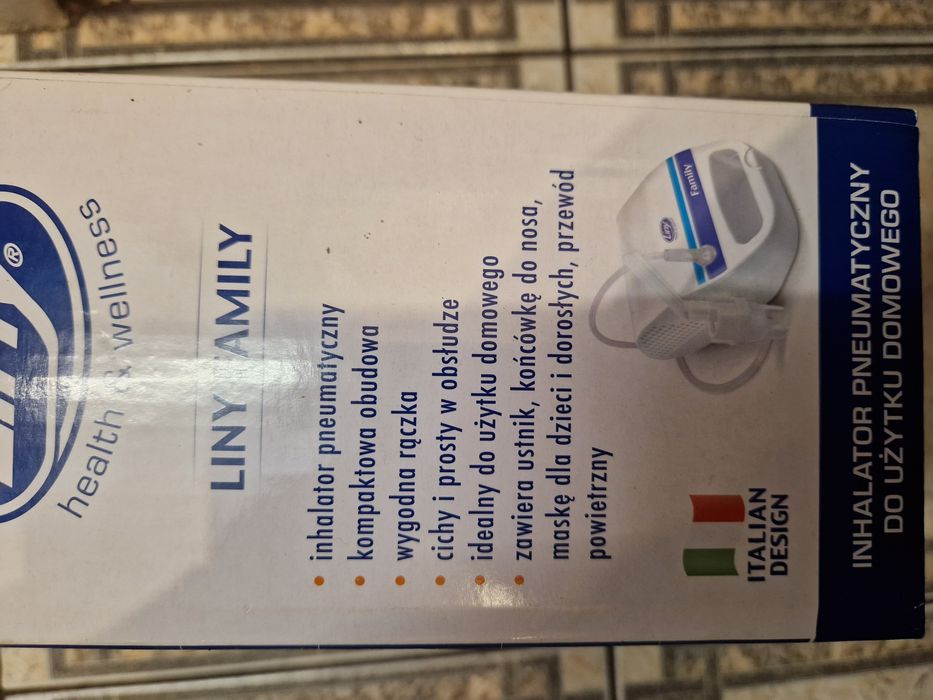 ®
health & wellness
LINY FAMILY
• inhalator pneumatyczny
• kompaktowa obudowa
• wygodna rączka
• cichy i prosty w obsłudze
• idealny do użytku domowego
• zawiera ustnik, końcówkę do nosa,
maskę dla dzieci i dorosłych, przewód
powietrzny
Liny
Family
ITALIAN
DESIGN
INHALATOR PNEUMATYCZNY
DO UŻYTKU DOMOWEGO